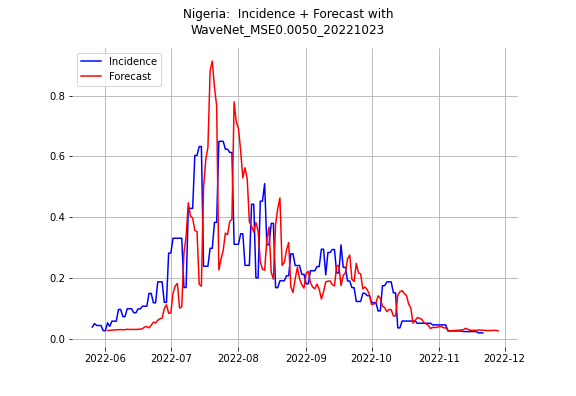 Nigeria:  Incidence + Forecast with
WaveNet_MSE0.0050_20221023
Incidence
Forecast
0.8
0.6
0.4
0.2
0.0
2022-06 2022-07 2022-08 2022-09 2022-10 2022-11 2022-12